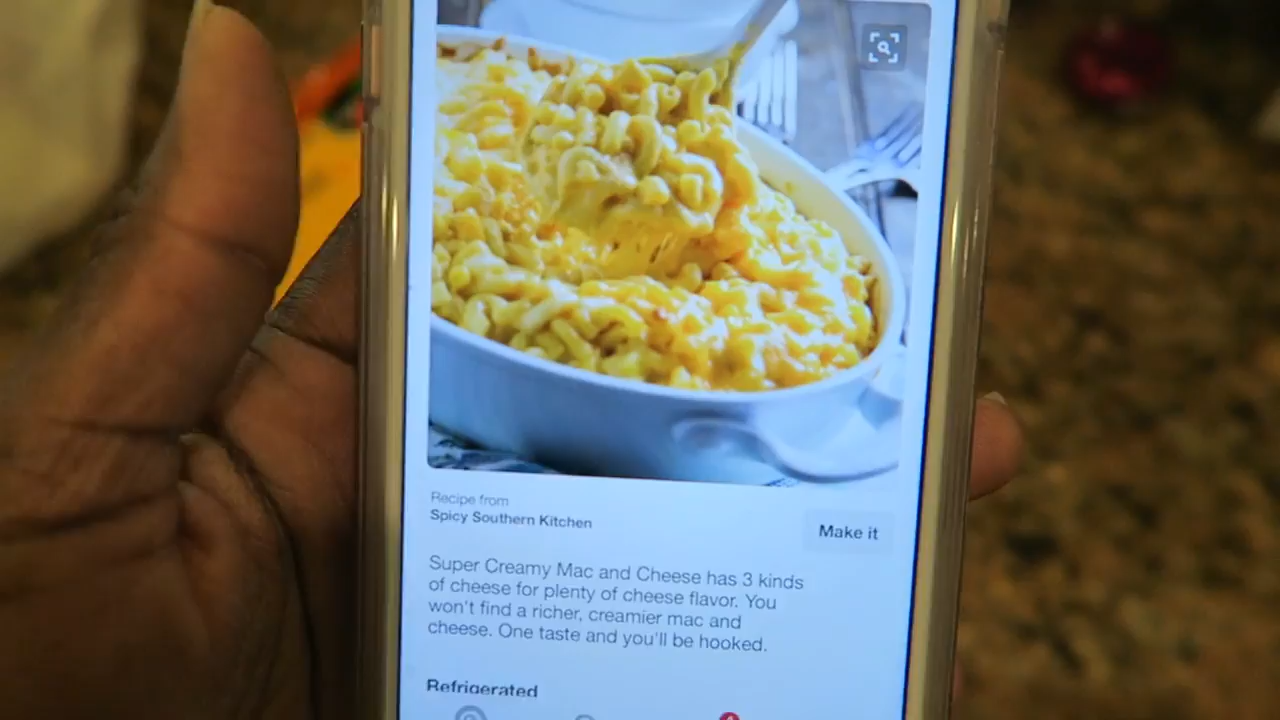 Recipe from
Spicy Southern Kitchen
Make it
Super Creamy Mac and Cheese has 3 kinds
of cheese for plenty of cheese flavor. You
won't find a richer, creamier mac and
cheese. One taste and you'll be hooked.
Refrigerated